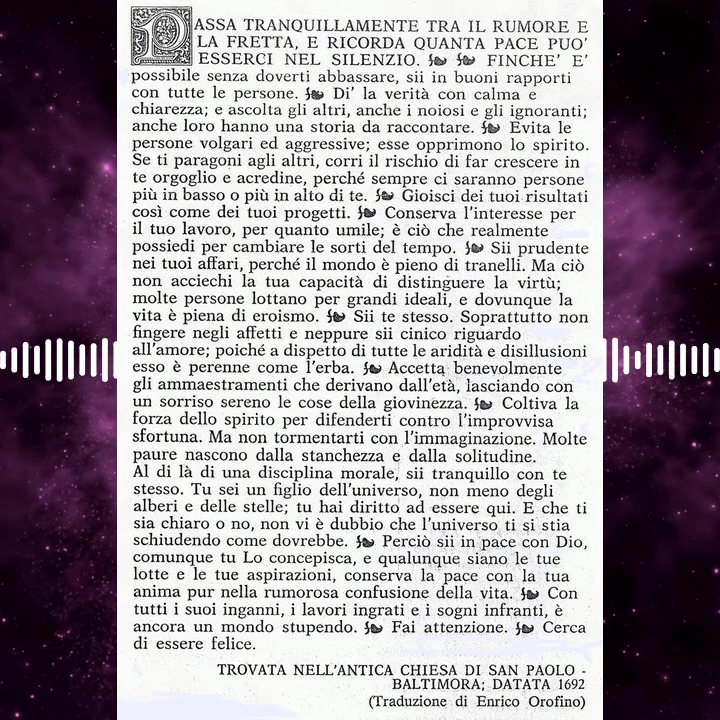 PASSA TRANQUILLAMENTE TRA IL RUMORE E
LA FRETTA, E RICORDA QUANTA PACE PUO'
ESSERCI NEL SILENZIO. FINCHE' E'
possibile senza doverti abbassare, sii in buoni rapporti
con tutte le persone. Di' la verità con calma e
chiarezza; e ascolta gli altri, anche i noiosi e gli ignoranti;
anche loro hanno una storia da raccontare. Evita le
persone volgari ed aggressive; esse opprimono lo spirito.
Se ti paragoni agli altri, corri il rischio di far crescere in
te orgoglio e acredine, perché sempre ci saranno persone
più in basso o più in alto di te. Gioisci dei tuoi risultati
così come dei tuoi progetti. Conserva l'interesse per
il tuo lavoro, per quanto umile; è ciò che realmente
possiedi per cambiare le sorti del tempo. Sii prudente
nei tuoi affari, perché il mondo è pieno di tranelli. Ma ciò
non acciechi la tua capacità di distinguere la virtù;
molte persone lottano per grandi ideali, e dovunque la
vita è piena di eroismo. Sii te stesso. Soprattutto non
fingere negli affetti e neppure sii cinico riguardo
all'amore; poiché a dispetto di tutte le aridità e disillusioni
esso è perenne come l'erba. Accetta benevolmente
gli ammaestramenti che derivano dall'età, lasciando con
un sorriso sereno le cose della giovinezza. Coltiva la
forza dello spirito per difenderti contro l'improvvisa
sfortuna. Ma non tormentarti con l'immaginazione. Molte
paure nascono dalla stanchezza e dalla solitudine.
Al di là di una disciplina morale, sii tranquillo con te
stesso. Tu sei un figlio dell'universo, non meno degli
alberi e delle stelle; tu hai diritto ad essere qui. E che ti
sia chiaro o no, non vi è dubbio che l'universo ti si stia
schiudendo come dovrebbe. Perciò sii in pace con Dio,
comunque tu Lo concepisca, e qualunque siano le tue
lotte e le tue aspirazioni, conserva la pace con la tua
anima pur nella rumorosa confusione della vita. Con
tutti i suoi inganni, i lavori ingrati e i sogni infranti, è
ancora un mondo stupendo. Fai attenzione. Cerca
di essere felice.
TROVATA NELL'ANTICA CHIESA DI SAN PAOLO -
BALTIMORA; DATATA 1692
(Traduzione di Enrico Orofino)